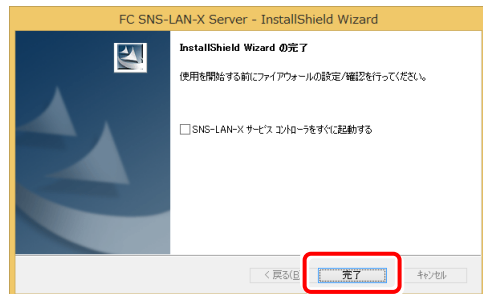 FC SNS-LAN-X Server - InstallShield Wizard
InstallShield Wizard の完了
使用を開始する前にファイアウォールの設定/確認を行ってください。
SNS-LAN-X サービス コントローラをすぐに起動する
< 戻る(B 完了 キャンセル